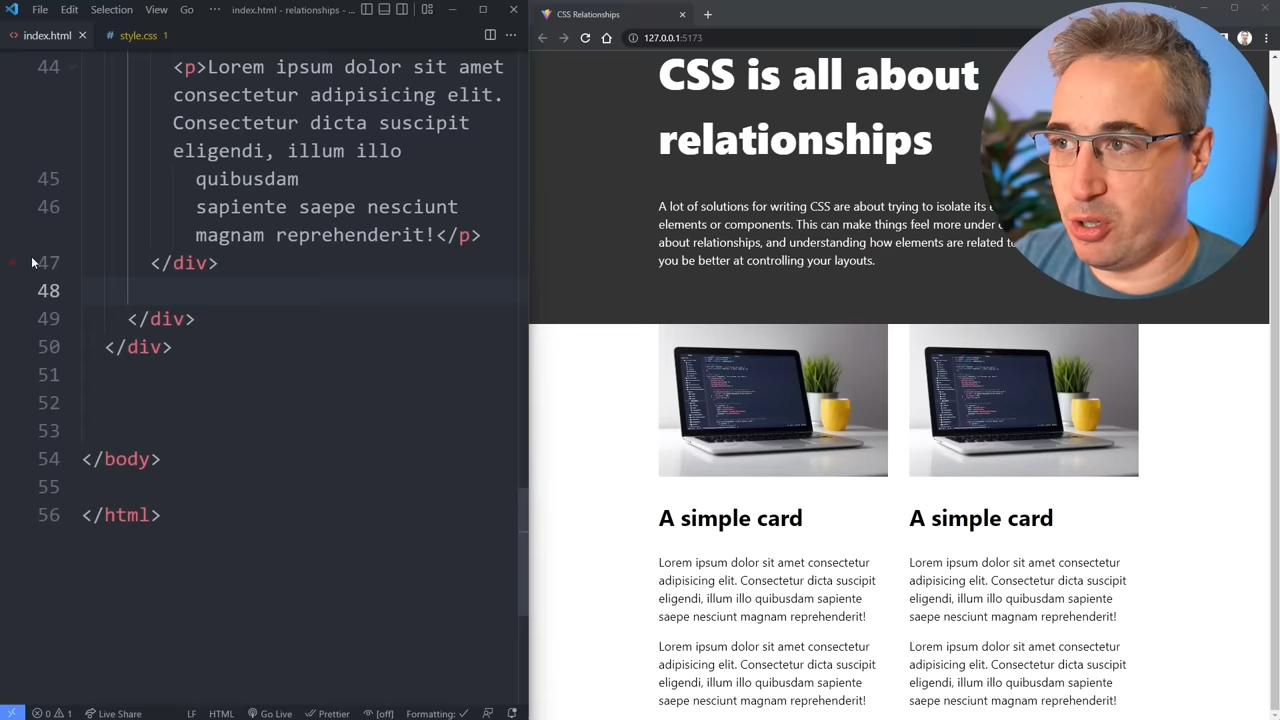 File Edit Selection View Go ··· index.html - relationships - ...
index.html
style.css 1
44 <p>Lorem ipsum dolor sit amet
consectetur adipisicing elit.
Consectetur dicta suscipit
eligendi, illum illo
45 quibusdam
46 sapiente saepe nesciunt
magnam reprehenderit!</p>
47 </div>
48
49 </div>
50 </div>
51
52
53
54 </body>
55
56 </html>
0 1 Live Share LF HTML Go Live Prettier [off] Formatting:
CSS Relationships
127.0.0.1:5173
CSS is all about
relationships
A lot of solutions for writing CSS are about trying to isolate its
elements or components. This can make things feel more under
about relationships, and understanding how elements are related to
you be better at controlling your layouts.
A simple card
Lorem ipsum dolor sit amet consectetur
adipisicing elit. Consectetur dicta suscipit
eligendi, illum illo quibusdam sapiente
saepe nesciunt magnam reprehenderit!
Lorem ipsum dolor sit amet consectetur
adipisicing elit. Consectetur dicta suscipit
eligendi, illum illo quibusdam sapiente
saepe nesciunt magnam reprehenderit!
A simple card
Lorem ipsum dolor sit amet consectetur
adipisicing elit. Consectetur dicta suscipit
eligendi, illum illo quibusdam sapiente
saepe nesciunt magnam reprehenderit!
Lorem ipsum dolor sit amet consectetur
adipisicing elit. Consectetur dicta suscipit
eligendi, illum illo quibusdam sapiente
saepe nesciunt magnam reprehenderit!